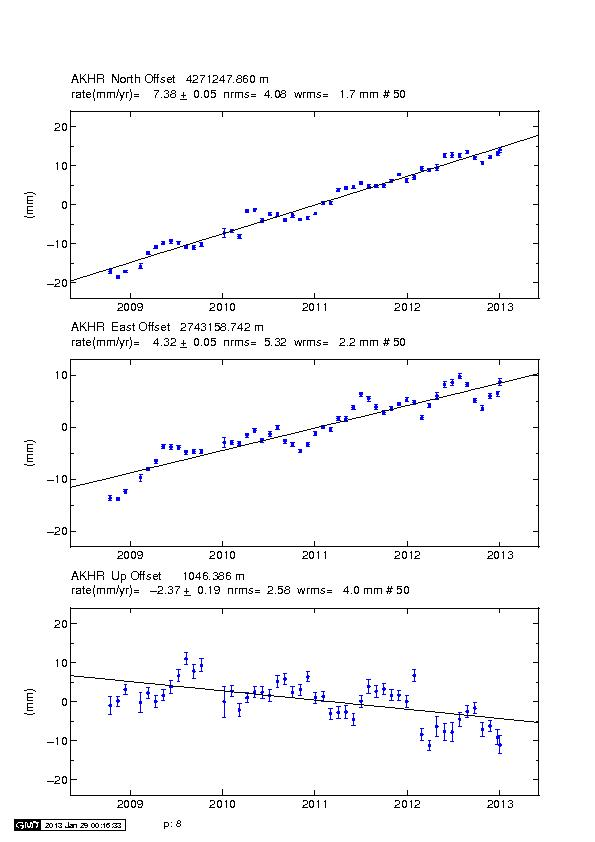 AKHR North Offset 4271247.860 m
rate(mm/yr)= 7.38 ± 0.05 nrms= 4.08 wrms= 1.7 mm # 50
20
10
0
−10
−20
(mm)
2009 2010 2011 2012 2013
AKHR East Offset 2743158.742 m
rate(mm/yr)= 4.32 ± 0.05 nrms= 5.32 wrms= 2.2 mm # 50
10
0
−10
−20
(mm)
2009 2010 2011 2012 2013
AKHR Up Offset 1046.386 m
rate(mm/yr)= −2.37 ± 0.19 nrms= 2.58 wrms= 4.0 mm # 50
20
10
0
−10
−20
(mm)
2009 2010 2011 2012 2013
GMT 2013 Jan 29 00:16:33 p: 8